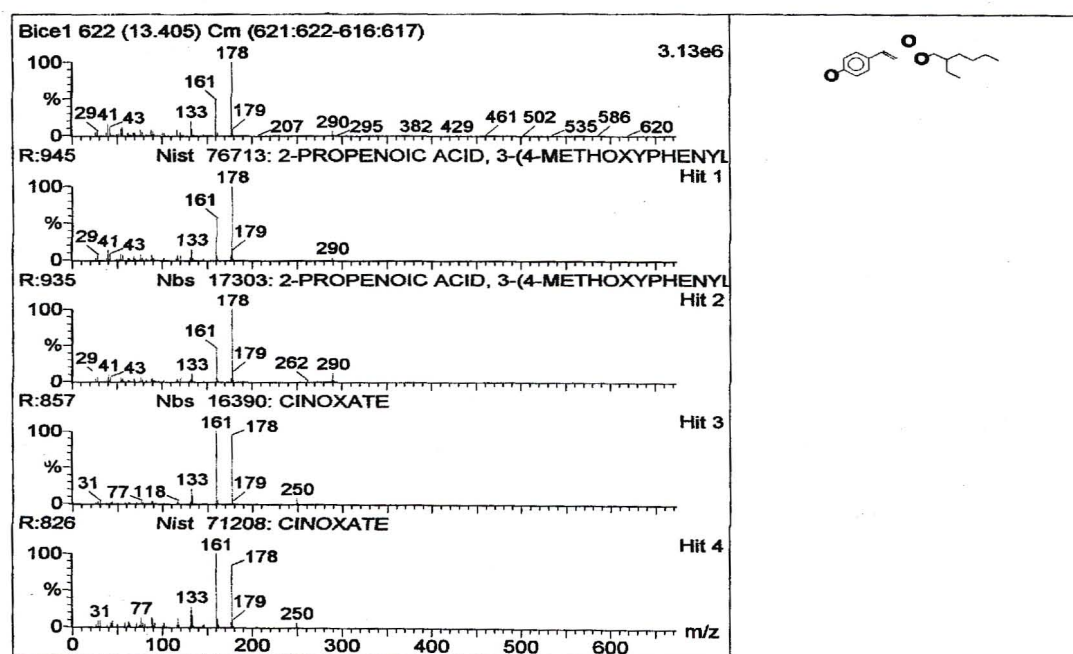 Bice1 622 (13.405) Cm (621:622-616:617)
3.13e6
100
%
0
29 41 43 133 161 178 179 207 290 295 382 429 461 502 535 586 620
R:945 Nist 76713: 2-PROPENOIC ACID, 3-(4-METHOXYPHENYL
Hit 1
100
%
0
29 41 43 133 161 178 179 290
R:935 Nbs 17303: 2-PROPENOIC ACID, 3-(4-METHOXYPHENYL
Hit 2
100
%
0
29 41 43 133 161 178 179 262 290
R:857 Nbs 16390: CINOXATE
Hit 3
100
%
0
31 77 118 133 161 178 179 250
R:826 Nist 71208: CINOXATE
Hit 4
100
%
0
31 77 133 161 178 179 250
m/z
0 100 200 300 400 500 600
O O
O